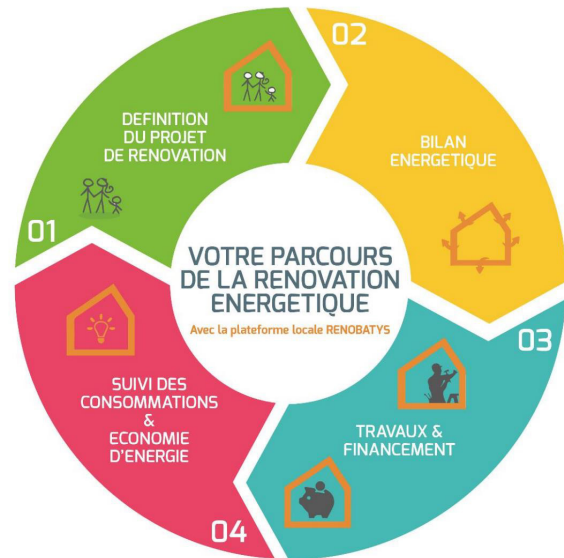 01
DEFINITION
DU PROJET
DE RENOVATION
02
BILAN
ENERGETIQUE
VOTRE PARCOURS
DE LA RENOVATION
ENERGETIQUE
Avec la plateforme locale RENOBATYS
03
TRAVAUX &
FINANCEMENT
SUIVI DES
CONSOMMATIONS
&
ECONOMIE
D'ENERGIE
04